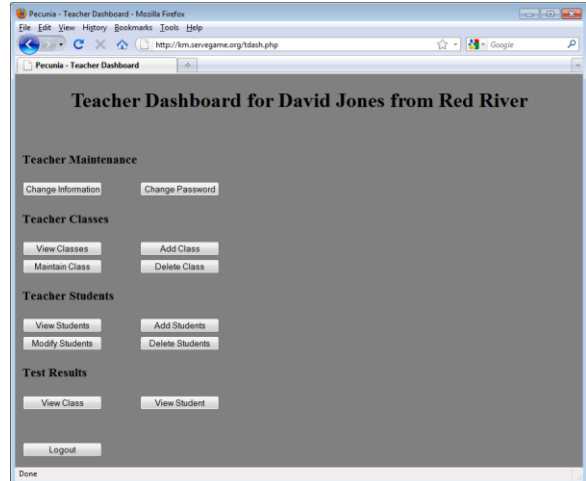 Pecunia - Teacher Dashboard - Mozilla Firefox
File Edit View History Bookmarks Tools Help
http://km.servegame.org/tdash.php Google
Pecunia - Teacher Dashboard
Teacher Dashboard for David Jones from Red River
Teacher Maintenance
Change Information Change Password
Teacher Classes
View Classes Add Class
Maintain Class Delete Class
Teacher Students
View Students Add Students
Modify Students Delete Students
Test Results
View Class View Student
Logout
Done